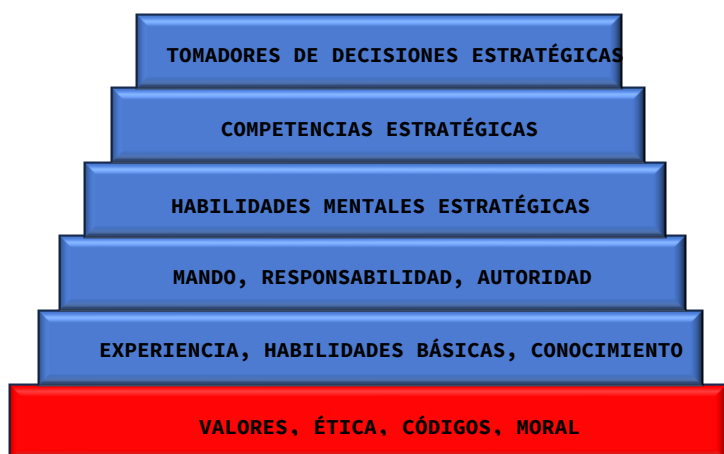 TOMADORES DE DECISIONES ESTRATÉGICAS
COMPETENCIAS ESTRATÉGICAS
HABILIDADES MENTALES ESTRATÉGICAS
MANDO, RESPONSABILIDAD, AUTORIDAD
EXPERIENCIA, HABILIDADES BÁSICAS, CONOCIMIENTO
VALORES, ÉTICA, CÓDIGOS, MORAL